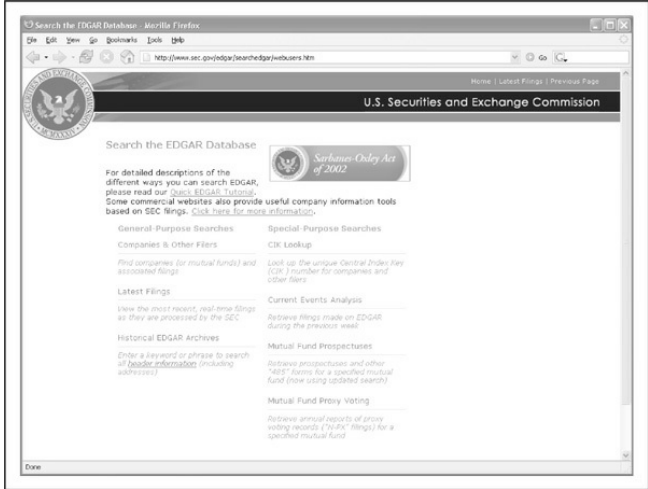 Search the EDGAR Database - Mozilla Firefox
File Edit View Go Bookmarks Tools Help
http://www.sec.gov/edgar/searchedgar/webusers.htm
Go
Home | Latest Filings | Previous Page
U.S. Securities and Exchange Commission
Search the EDGAR Database
Sarbanes-Oxley Act
of 2002
For detailed descriptions of the
different ways you can search EDGAR,
please read our Quick EDGAR Tutorial.
Some commercial websites also provide useful company information tools
based on SEC filings. Click here for more information.
General-Purpose Searches
Companies & Other Filers
Find companies (or mutual funds) and
associated filings
Latest Filings
View the most recent, real-time filings
as they are processed by the SEC
Historical EDGAR Archives
Enter a keyword or phrase to search
all header information (including
addresses)
Special-Purpose Searches
CIK Lookup
Look up the unique Central Index Key
(CIK ) number for companies and
other filers
Current Events Analysis
Retrieve filings made on EDGAR
during the previous week
Mutual Fund Prospectuses
Retrieve prospectuses and other
"485" forms for a specified mutual
fund (now using updated search)
Mutual Fund Proxy Voting
Retrieve annual reports of proxy
voting records ("N-PX" filings) for a
specified mutual fund
Done